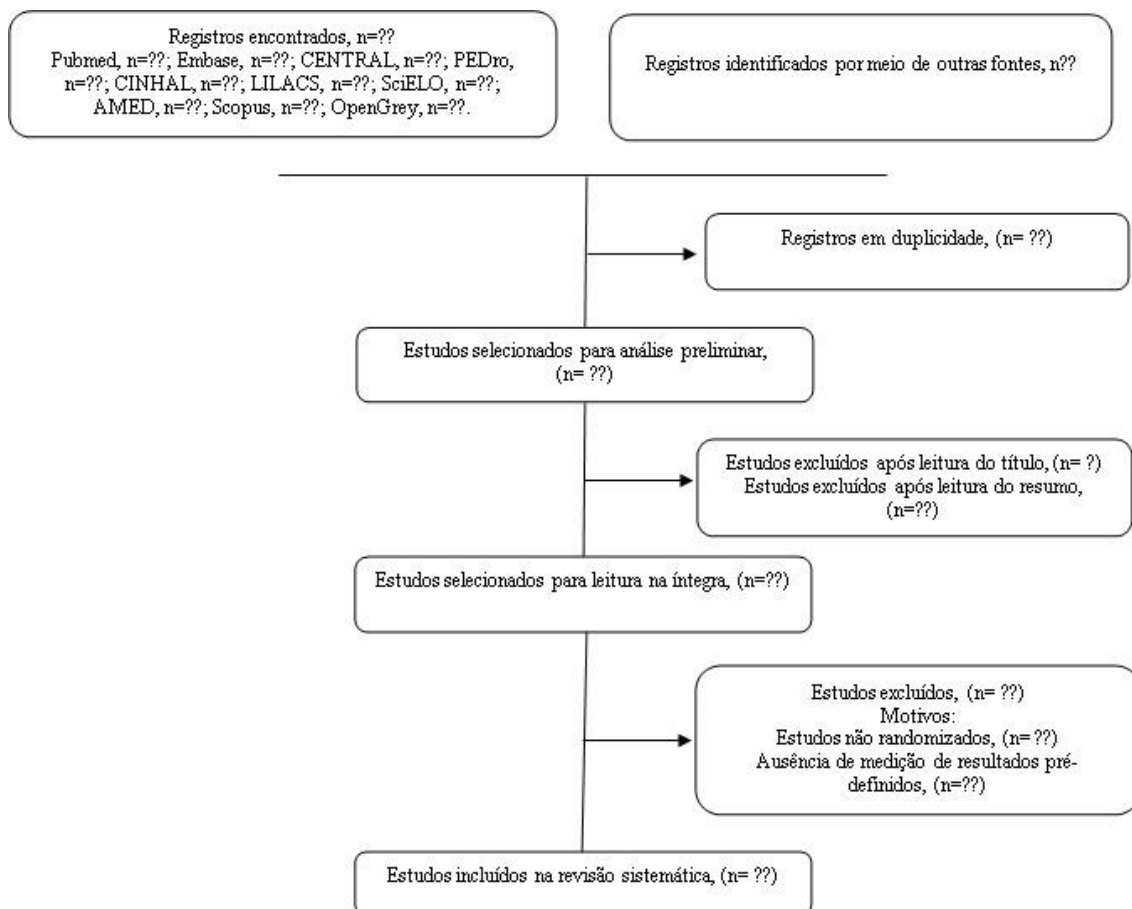 Registros encontrados, n=??
Pubmed, n=??; Embase, n=??; CENTRAL, n=??; PEDro,
n=??; CINHAL, n=??; LILACS, n=??; SciELO, n=??;
AMED, n=??; Scopus, n=??; OpenGrey, n=??.
Registros identificados por meio de outras fontes, n??
Registros em duplicidade, (n= ??)
Estudos selecionados para análise preliminar,
(n= ??)
Estudos excluídos após leitura do título, (n= ?)
Estudos excluídos após leitura do resumo,
(n=??)
Estudos selecionados para leitura na íntegra, (n=??)
Estudos excluídos, (n= ??)
Motivos:
Estudos não randomizados, (n= ??)
Ausência de medição de resultados pré-
definidos, (n=??)
Estudos incluídos na revisão sistemática, (n= ??)